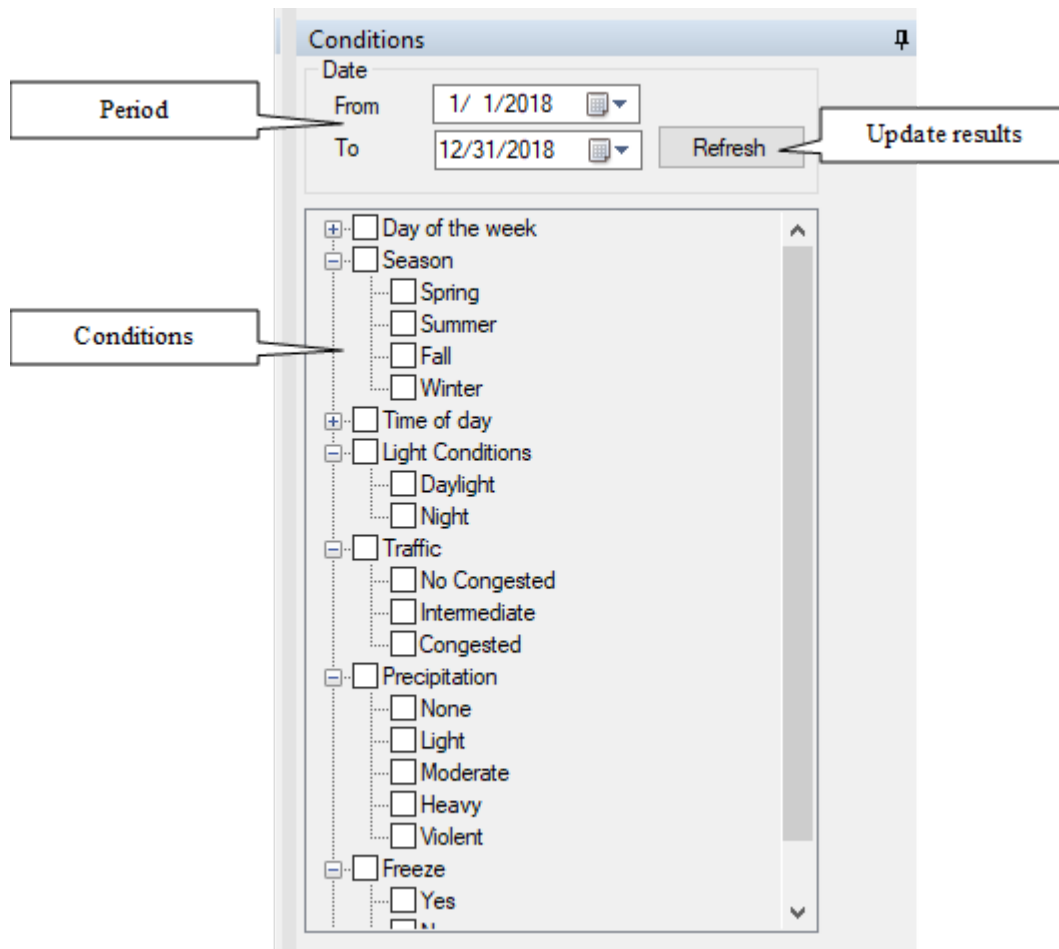 Conditions
Date
Period
From 1/ 1/2018
To 12/31/2018 Refresh
Update results
Day of the week
Season
Spring
Summer
Conditions
Fall
Winter
Time of day
Light Conditions
Daylight
Night
Traffic
No Congested
Intermediate
Congested
Precipitation
None
Light
Moderate
Heavy
Violent
Freeze
Yes